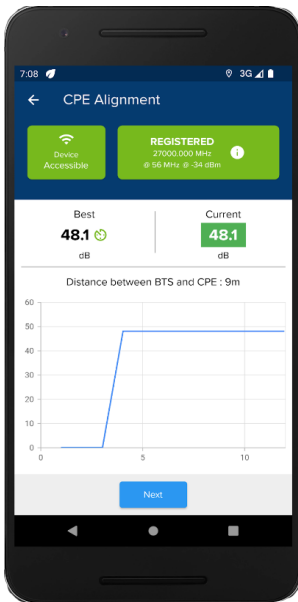 7:08
3G
CPE Alignment
Device
Accessible
REGISTERED
27000.000 MHz
@ 56 MHz @ -34 dBm
Best
48.1
dB
Current
48.1
dB
Distance between BTS and CPE : 9m
60
50
40
30
20
10
0
0
5
10
Next